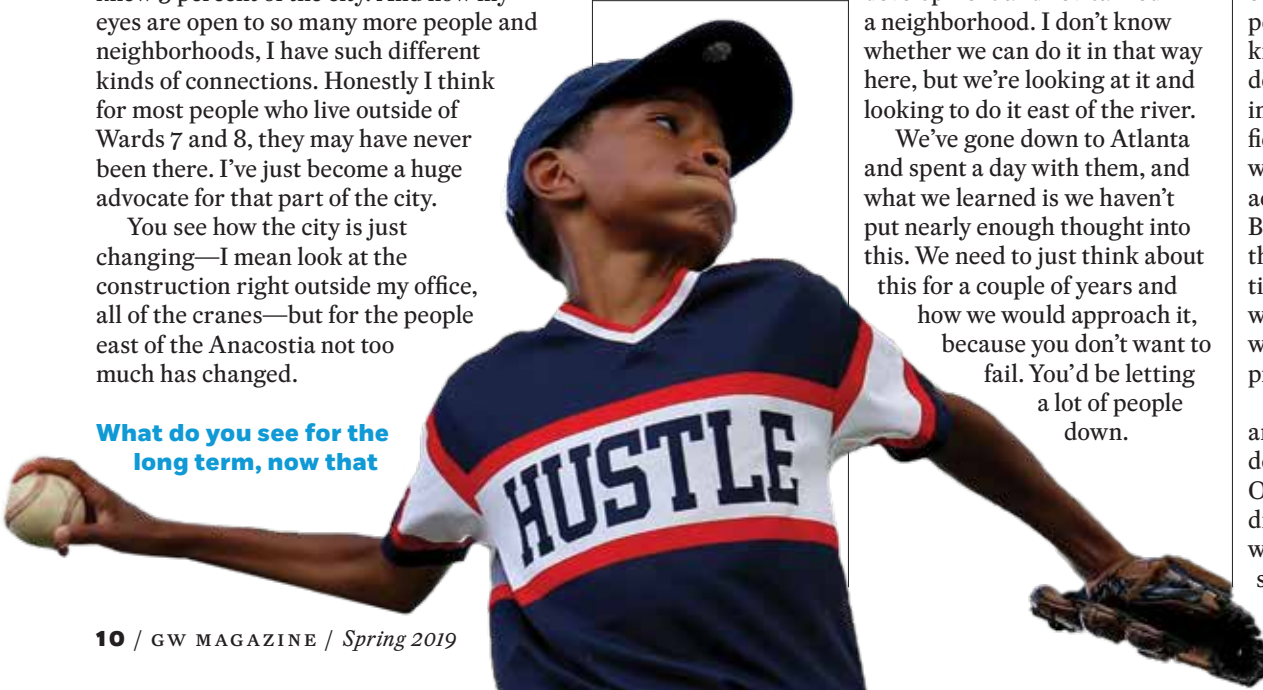 percent of the city. And now my
eyes are open to so many more people and
neighborhoods, I have such different
kinds of connections. Honestly I think
for most people who live outside of
Wards 7 and 8, they may have never
been there. I've just become a huge
advocate for that part of the city.
You see how the city is just
changing—I mean look at the
construction right outside my office,
all of the cranes—but for the people
east of the Anacostia not too
much has changed.
What do you see for the
long term, now that
HUSTLE
a neighborhood. I don't know
whether we can do it in that way
here, but we're looking at it and
looking to do it east of the river.
We've gone down to Atlanta
and spent a day with them, and
what we learned is we haven't
put nearly enough thought into
this. We need to just think about
this for a couple of years and
how we would approach it,
because you don't want to
fail. You'd be letting
a lot of people
down.
10 / GW MAGAZINE / Spring 2019